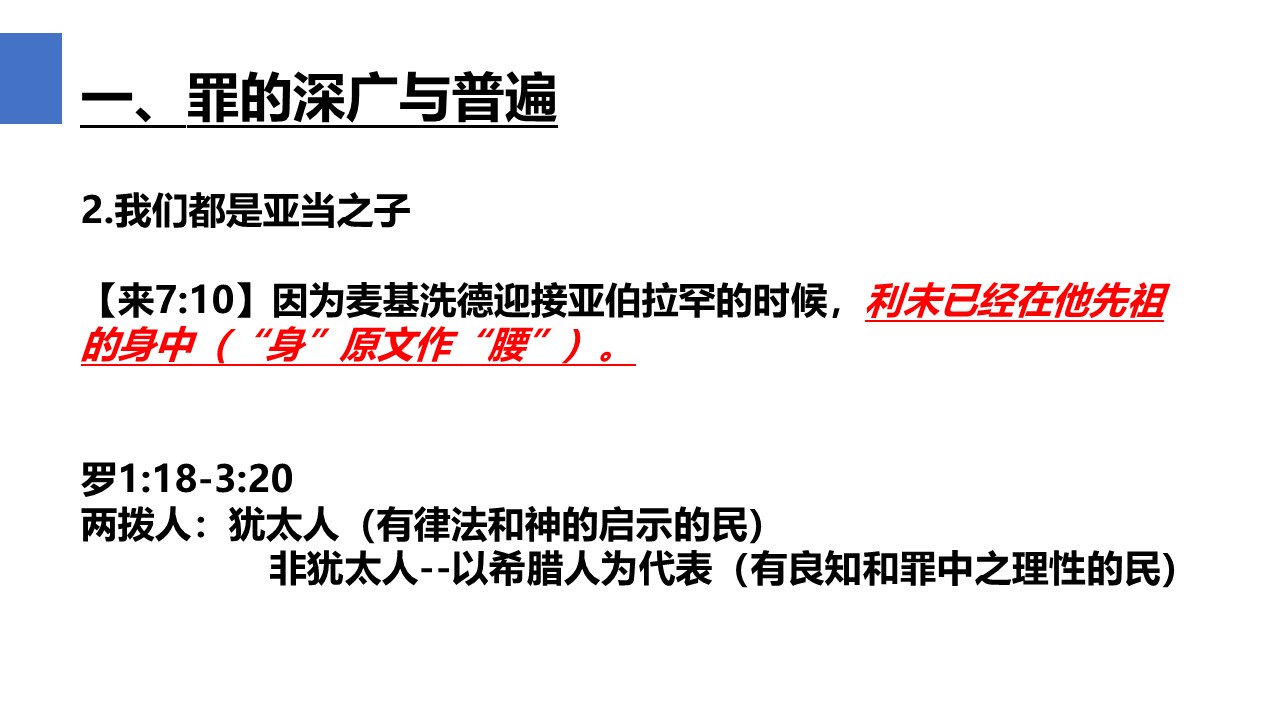 一、罪的深广与普遍
2.我们都是亚当之子
【来7:10】因为麦基洗德迎接亚伯拉罕的时候，利未已经在他先祖
的身中（“身”原文作“腰”）。
罗1:18-3:20
两拨人：犹太人（有律法和神的启示的民）
非犹太人--以希腊人为代表（有良知和罪中之理性的民）